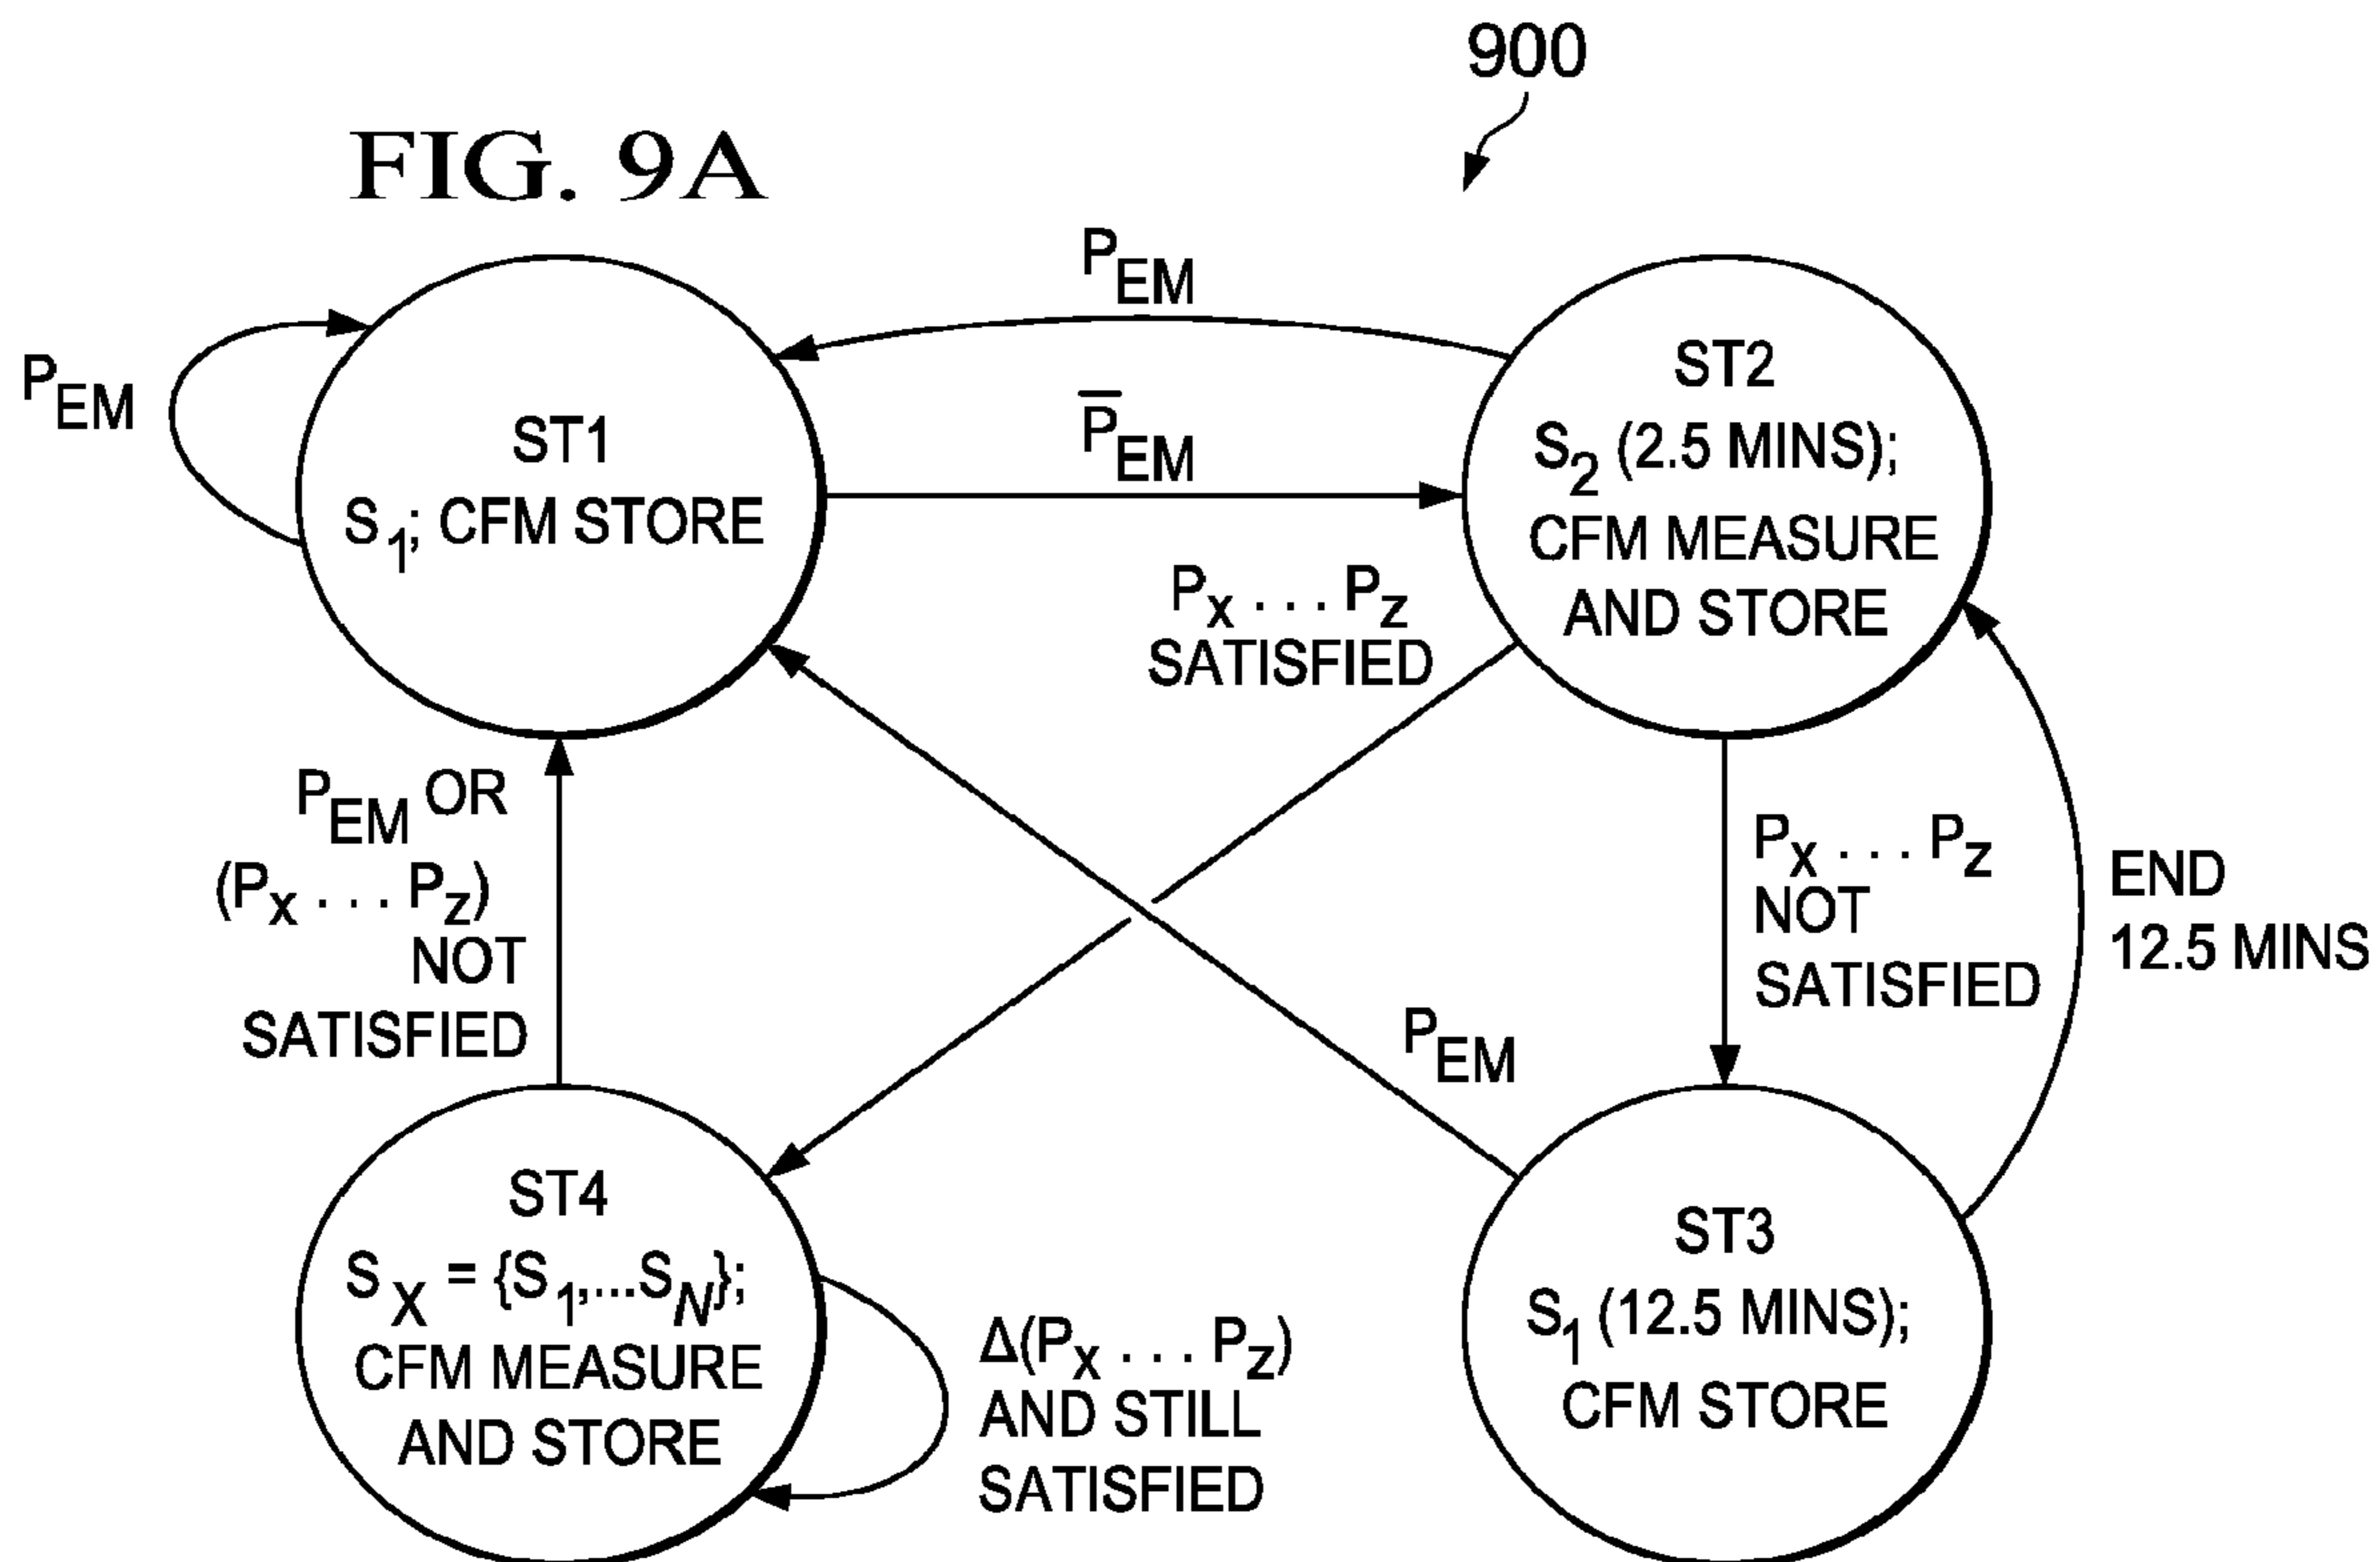 900
FIG. 9A
P_EM
P_EM
P̅_EM
ST1
S_1; CFM STORE
ST2
S_2 (2.5 MINS);
CFM MEASURE
AND STORE
P_X . . . P_Z
SATISFIED
P_EM OR
(P_X . . . P_Z)
NOT
SATISFIED
P_X . . . P_Z
NOT
SATISFIED
END
12.5 MINS
P_EM
ST4
S_X = {S_1,...S_N};
CFM MEASURE
AND STORE
Δ(P_X . . . P_Z)
AND STILL
SATISFIED
ST3
S_1 (12.5 MINS);
CFM STORE